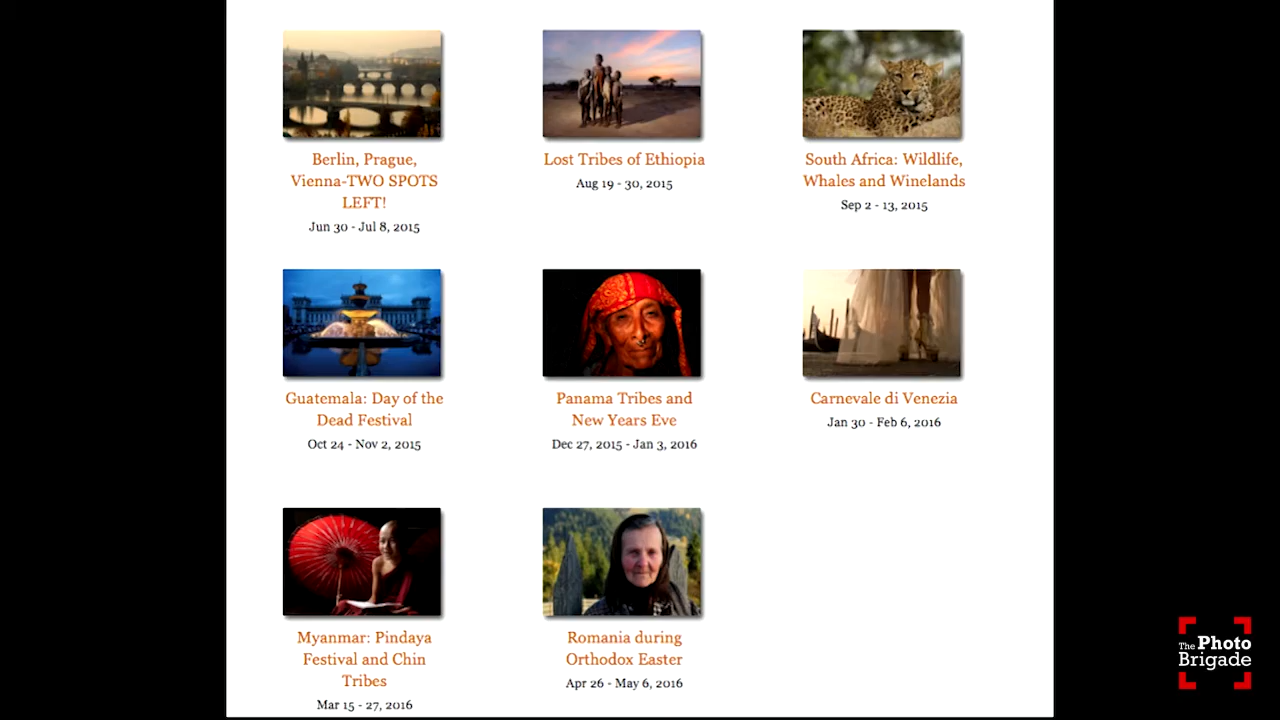 Berlin, Prague,
Vienna-TWO SPOTS
LEFT!
Jun 30 - Jul 8, 2015
Lost Tribes of Ethiopia
Aug 19 - 30, 2015
South Africa: Wildlife,
Whales and Winelands
Sep 2 - 13, 2015
Guatemala: Day of the
Dead Festival
Oct 24 - Nov 2, 2015
Panama Tribes and
New Years Eve
Dec 27, 2015 - Jan 3, 2016
Carnevale di Venezia
Jan 30 - Feb 6, 2016
Myanmar: Pindaya
Festival and Chin
Tribes
Mar 15 - 27, 2016
Romania during
Orthodox Easter
Apr 26 - May 6, 2016
The Photo
Brigade